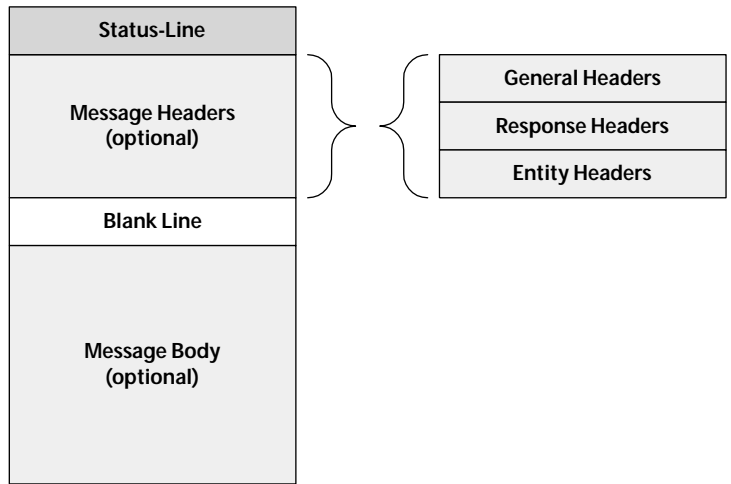 Status-Line
Message Headers
(optional)
Blank Line
Message Body
(optional)
General Headers
Response Headers
Entity Headers